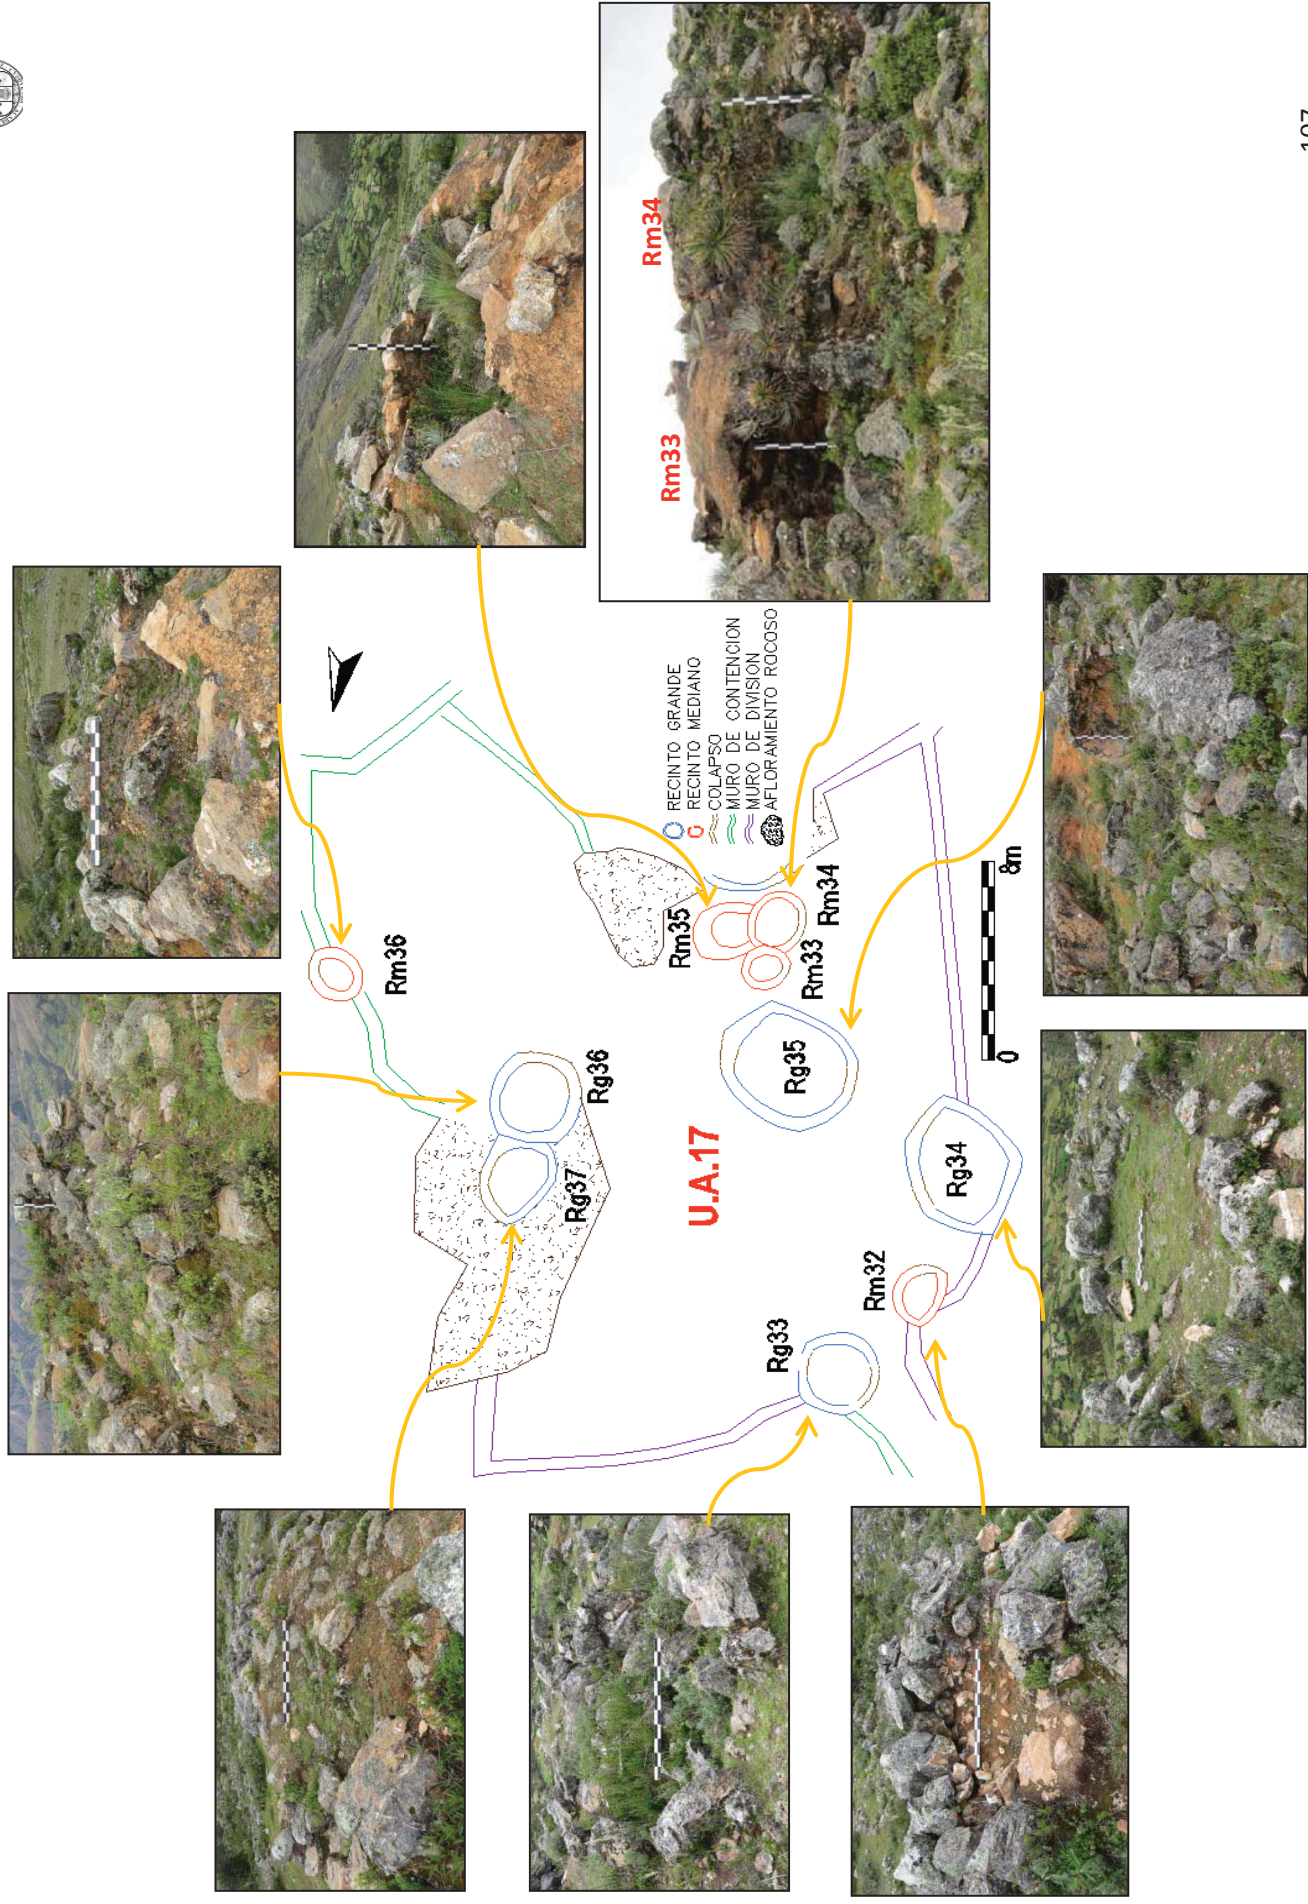 Rm33
Rm34
Rm36
Rg36
Rg37
Rm35
Rm34
Rm33
RECINTO GRANDE
RECINTO MEDIANO
COLAPSO
MURO DE CONTENCION
MURO DE DIVISION
AFLORAMIENTO ROCOSO
U.A.17
Rg35
Rg33
Rm32
Rg34
0
8m
107